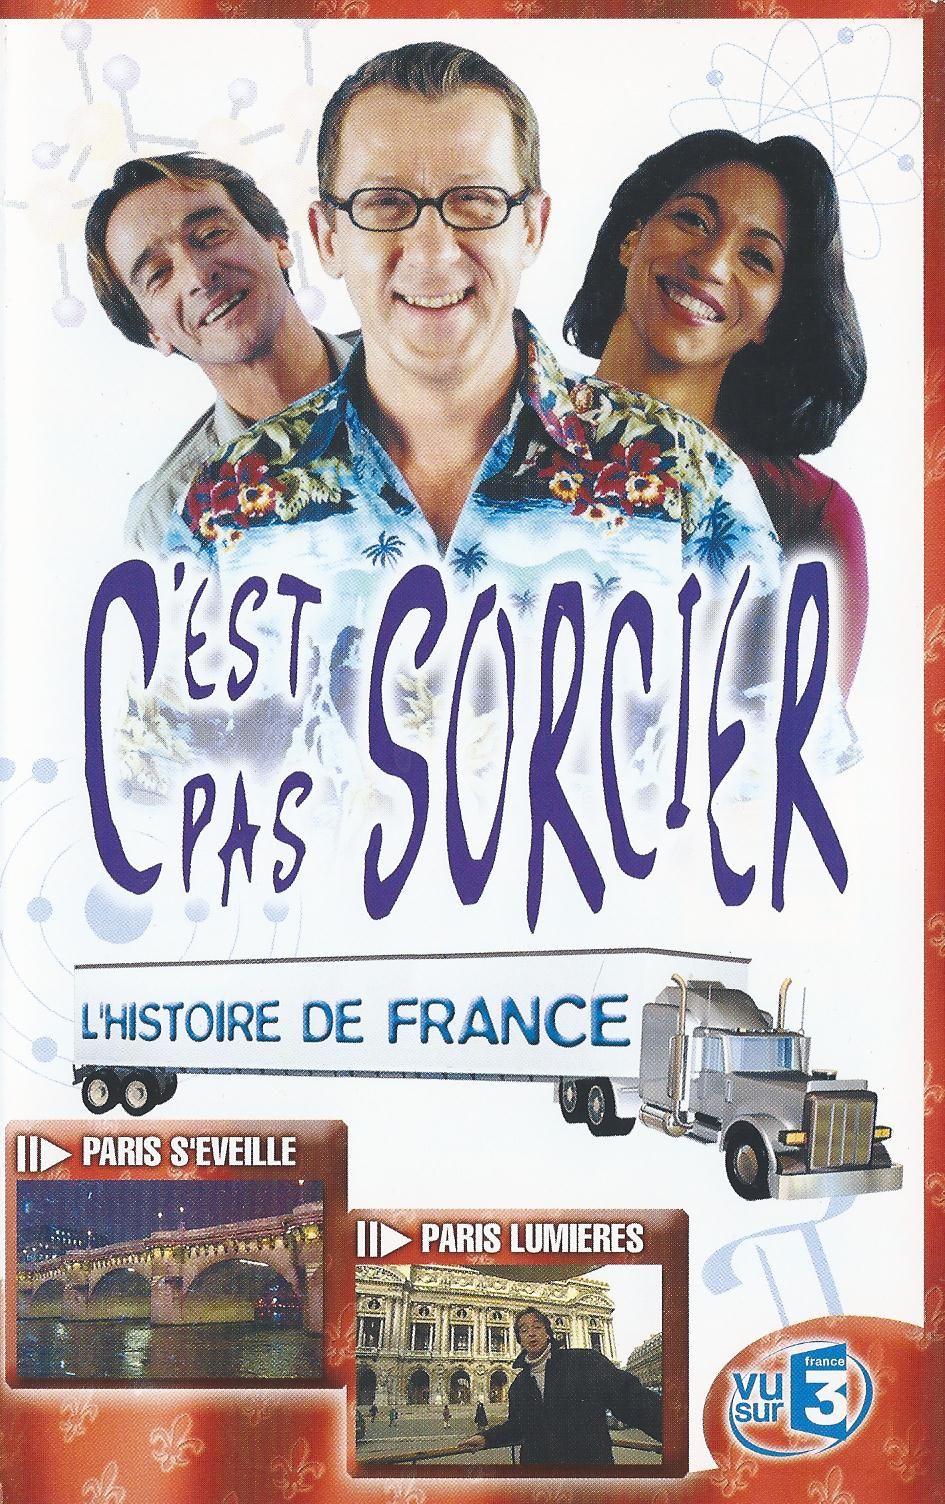 C'EST
PAS SORCIER
L'HISTOIRE DE FRANCE
PARIS S'EVEILLE
PARIS LUMIERES
vu
sur
france
3